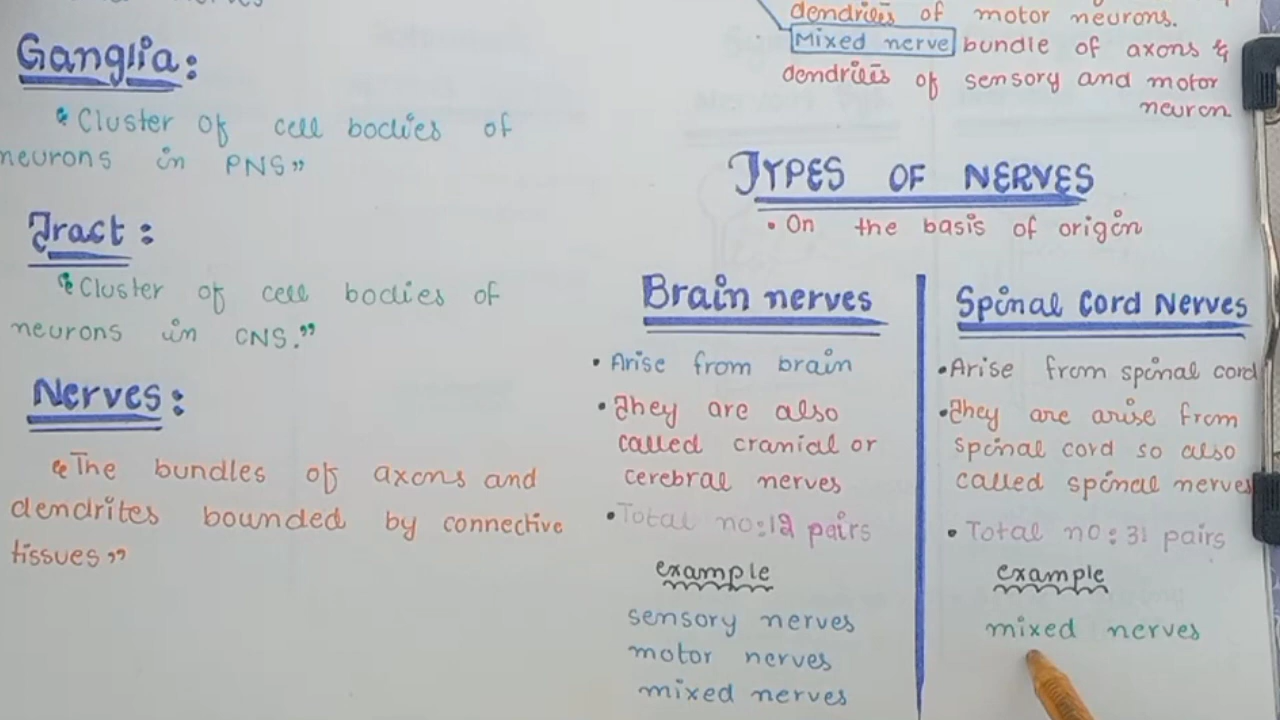 nerves
Ganglia:
"Cluster of cell bodies of
neurons in PNS"
Tract:
"Cluster of cell bodies of
neurons in CNS."
Nerves:
"The bundles of axons and
dendrites bounded by connective
tissues"
dendrites of motor neurons.
Mixed nerve bundle of axons &
dendrites of sensory and motor
neuron
TYPES OF NERVES
• On the basis of origin
Brain nerves
• Arise from brain
• They are also
called cranial or
cerebral nerves
• Total no:12 pairs
example
sensory nerves
motor nerves
mixed nerves
Spinal Cord Nerves
• Arise from spinal cord
• They are arise from
spinal cord so also
called spinal nerves
• Total no: 31 pairs
example
mixed nerves